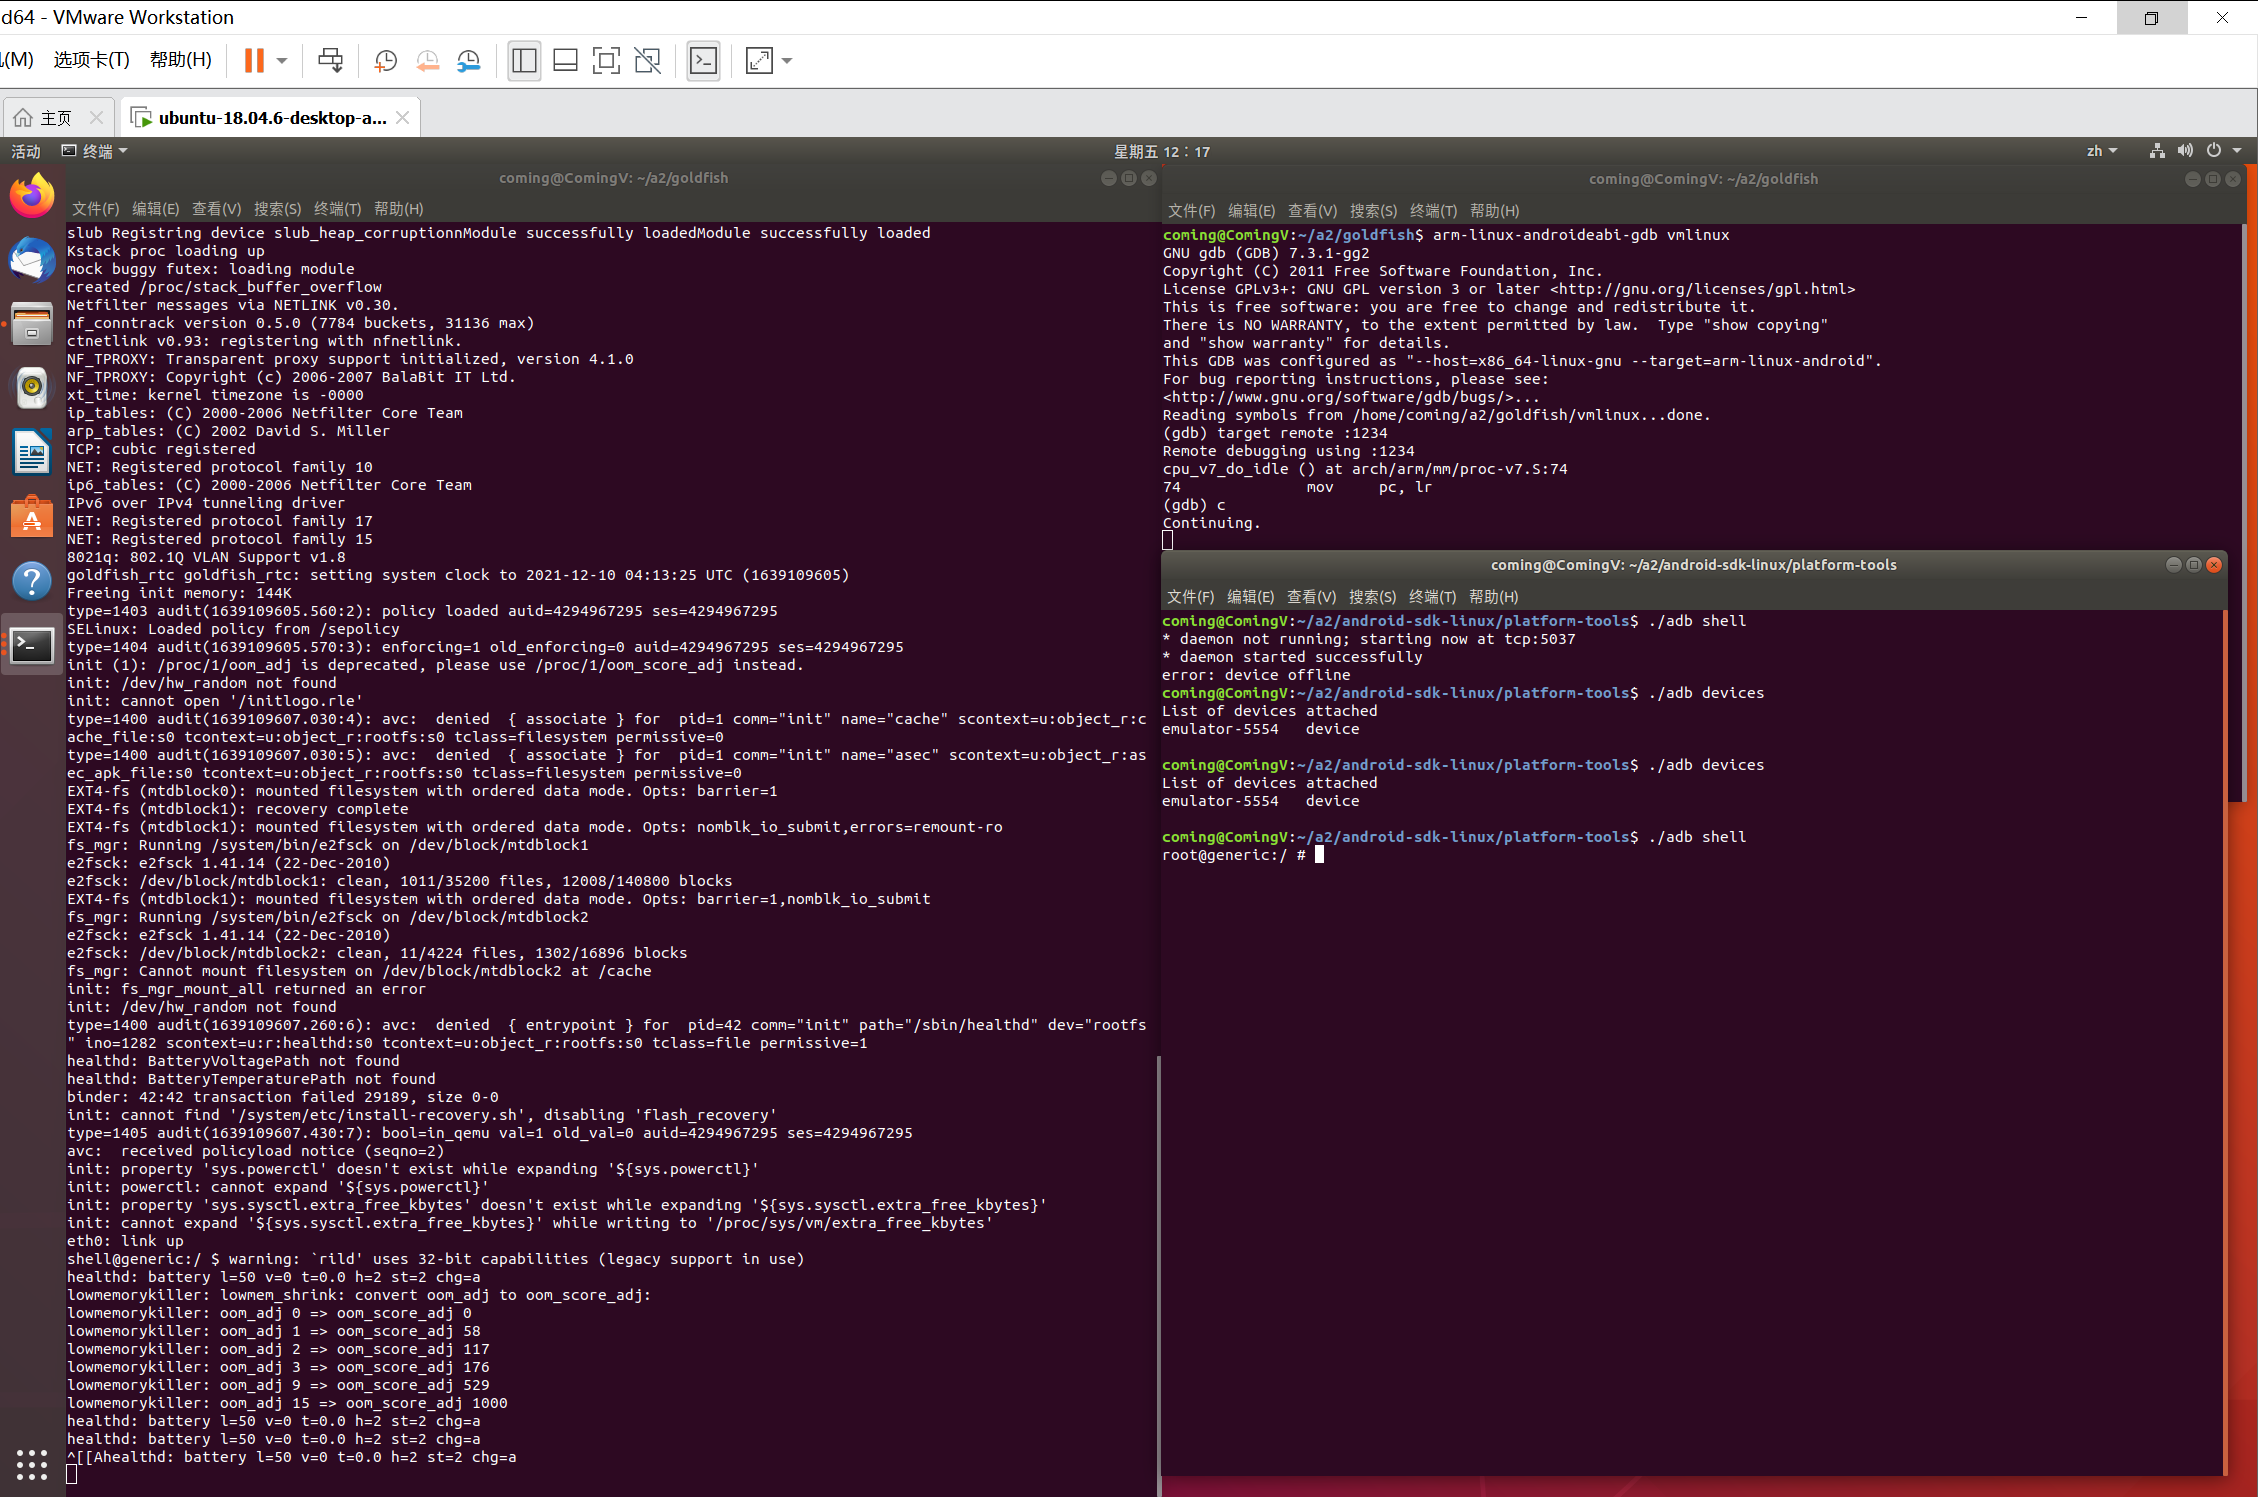 d64 - VMware Workstation
(M) 选项卡(T) 帮助(H)
主页
ubuntu-18.04.6-desktop-a...
活动 终端 星期五 12：17 zh
coming@ComingV: ~/a2/goldfish
文件(F) 编辑(E) 查看(V) 搜索(S) 终端(T) 帮助(H)
slub Registring device slub_heap_corruptionnModule successfully loadedModule successfully loaded
Kstack proc loading up
mock buggy futex: loading module
created /proc/stack_buffer_overflow
Netfilter messages via NETLINK v0.30.
nf_conntrack version 0.5.0 (7784 buckets, 31136 max)
ctnetlink v0.93: registering with nfnetlink.
NF_TPROXY: Transparent proxy support initialized, version 4.1.0
NF_TPROXY: Copyright (c) 2006-2007 BalaBit IT Ltd.
xt_time: kernel timezone is -0000
ip_tables: (C) 2000-2006 Netfilter Core Team
arp_tables: (C) 2002 David S. Miller
TCP: cubic registered
NET: Registered protocol family 10
ip6_tables: (C) 2000-2006 Netfilter Core Team
IPv6 over IPv4 tunneling driver
NET: Registered protocol family 17
NET: Registered protocol family 15
8021q: 802.1Q VLAN Support v1.8
goldfish_rtc goldfish_rtc: setting system clock to 2021-12-10 04:13:25 UTC (1639109605)
Freeing init memory: 144K
type=1403 audit(1639109605.560:2): policy loaded auid=4294967295 ses=4294967295
SELinux: Loaded policy from /sepolicy
type=1404 audit(1639109605.570:3): enforcing=1 old_enforcing=0 auid=4294967295 ses=4294967295
init (1): /proc/1/oom_adj is deprecated, please use /proc/1/oom_score_adj instead.
init: /dev/hw_random not found
init: cannot open '/initlogo.rle'
type=1400 audit(1639109607.030:4): avc:  denied  { associate } for  pid=1 comm="init" name="cache" scontext=u:object_r:c
ache_file:s0 tcontext=u:object_r:rootfs:s0 tclass=filesystem permissive=0
type=1400 audit(1639109607.030:5): avc:  denied  { associate } for  pid=1 comm="init" name="asec" scontext=u:object_r:as
ec_apk_file:s0 tcontext=u:object_r:rootfs:s0 tclass=filesystem permissive=0
EXT4-fs (mtdblock0): mounted filesystem with ordered data mode. Opts: barrier=1
EXT4-fs (mtdblock1): recovery complete
EXT4-fs (mtdblock1): mounted filesystem with ordered data mode. Opts: nomblk_io_submit,errors=remount-ro
fs_mgr: Running /system/bin/e2fsck on /dev/block/mtdblock1
e2fsck: e2fsck 1.41.14 (22-Dec-2010)
e2fsck: /dev/block/mtdblock1: clean, 1011/35200 files, 12008/140800 blocks
EXT4-fs (mtdblock1): mounted filesystem with ordered data mode. Opts: barrier=1,nomblk_io_submit
fs_mgr: Running /system/bin/e2fsck on /dev/block/mtdblock2
e2fsck: e2fsck 1.41.14 (22-Dec-2010)
e2fsck: /dev/block/mtdblock2: clean, 11/4224 files, 1302/16896 blocks
fs_mgr: Cannot mount filesystem on /dev/block/mtdblock2 at /cache
init: fs_mgr_mount_all returned an error
init: /dev/hw_random not found
type=1400 audit(1639109607.260:6): avc:  denied  { entrypoint } for  pid=42 comm="init" path="/sbin/healthd" dev="rootfs
" ino=1282 scontext=u:r:healthd:s0 tcontext=u:object_r:rootfs:s0 tclass=file permissive=1
healthd: BatteryVoltagePath not found
healthd: BatteryTemperaturePath not found
binder: 42:42 transaction failed 29189, size 0-0
init: cannot find '/system/etc/install-recovery.sh', disabling 'flash_recovery'
type=1405 audit(1639109607.430:7): bool=in_qemu val=1 old_val=0 auid=4294967295 ses=4294967295
avc:  received policyload notice (seqno=2)
init: property 'sys.powerctl' doesn't exist while expanding '${sys.powerctl}'
init: powerctl: cannot expand '${sys.powerctl}'
init: property 'sys.sysctl.extra_free_kbytes' doesn't exist while expanding '${sys.sysctl.extra_free_kbytes}'
init: cannot expand '${sys.sysctl.extra_free_kbytes}' while writing to '/proc/sys/vm/extra_free_kbytes'
eth0: link up
shell@generic:/ $ warning: `rild' uses 32-bit capabilities (legacy support in use)
healthd: battery l=50 v=0 t=0.0 h=2 st=2 chg=a
lowmemorykiller: lowmem_shrink: convert oom_adj to oom_score_adj:
lowmemorykiller: oom_adj 0 => oom_score_adj 0
lowmemorykiller: oom_adj 1 => oom_score_adj 58
lowmemorykiller: oom_adj 2 => oom_score_adj 117
lowmemorykiller: oom_adj 3 => oom_score_adj 176
lowmemorykiller: oom_adj 9 => oom_score_adj 529
lowmemorykiller: oom_adj 15 => oom_score_adj 1000
healthd: battery l=50 v=0 t=0.0 h=2 st=2 chg=a
healthd: battery l=50 v=0 t=0.0 h=2 st=2 chg=a
^[[Ahealthd: battery l=50 v=0 t=0.0 h=2 st=2 chg=a
coming@ComingV: ~/a2/goldfish
文件(F) 编辑(E) 查看(V) 搜索(S) 终端(T) 帮助(H)
coming@ComingV:~/a2/goldfish$ arm-linux-androideabi-gdb vmlinux
GNU gdb (GDB) 7.3.1-gg2
Copyright (C) 2011 Free Software Foundation, Inc.
License GPLv3+: GNU GPL version 3 or later <http://gnu.org/licenses/gpl.html>
This is free software: you are free to change and redistribute it.
There is NO WARRANTY, to the extent permitted by law.  Type "show copying"
and "show warranty" for details.
This GDB was configured as "--host=x86_64-linux-gnu --target=arm-linux-android".
For bug reporting instructions, please see:
<http://www.gnu.org/software/gdb/bugs/>...
Reading symbols from /home/coming/a2/goldfish/vmlinux...done.
(gdb) target remote :1234
Remote debugging using :1234
cpu_v7_do_idle () at arch/arm/mm/proc-v7.S:74
74              mov     pc, lr
(gdb) c
Continuing.
coming@ComingV: ~/a2/android-sdk-linux/platform-tools
文件(F) 编辑(E) 查看(V) 搜索(S) 终端(T) 帮助(H)
coming@ComingV:~/a2/android-sdk-linux/platform-tools$ ./adb shell
* daemon not running; starting now at tcp:5037
* daemon started successfully
error: device offline
coming@ComingV:~/a2/android-sdk-linux/platform-tools$ ./adb devices
List of devices attached
emulator-5554   device
coming@ComingV:~/a2/android-sdk-linux/platform-tools$ ./adb devices
List of devices attached
emulator-5554   device
coming@ComingV:~/a2/android-sdk-linux/platform-tools$ ./adb shell
root@generic:/ #